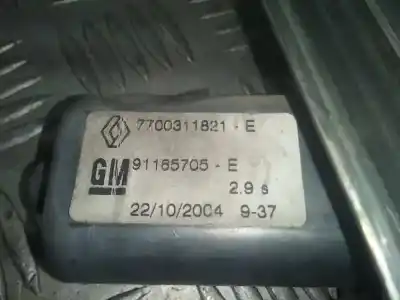 7700311821 - E
GM 91165705 - E
2.9 s
22/10/2004 9-37